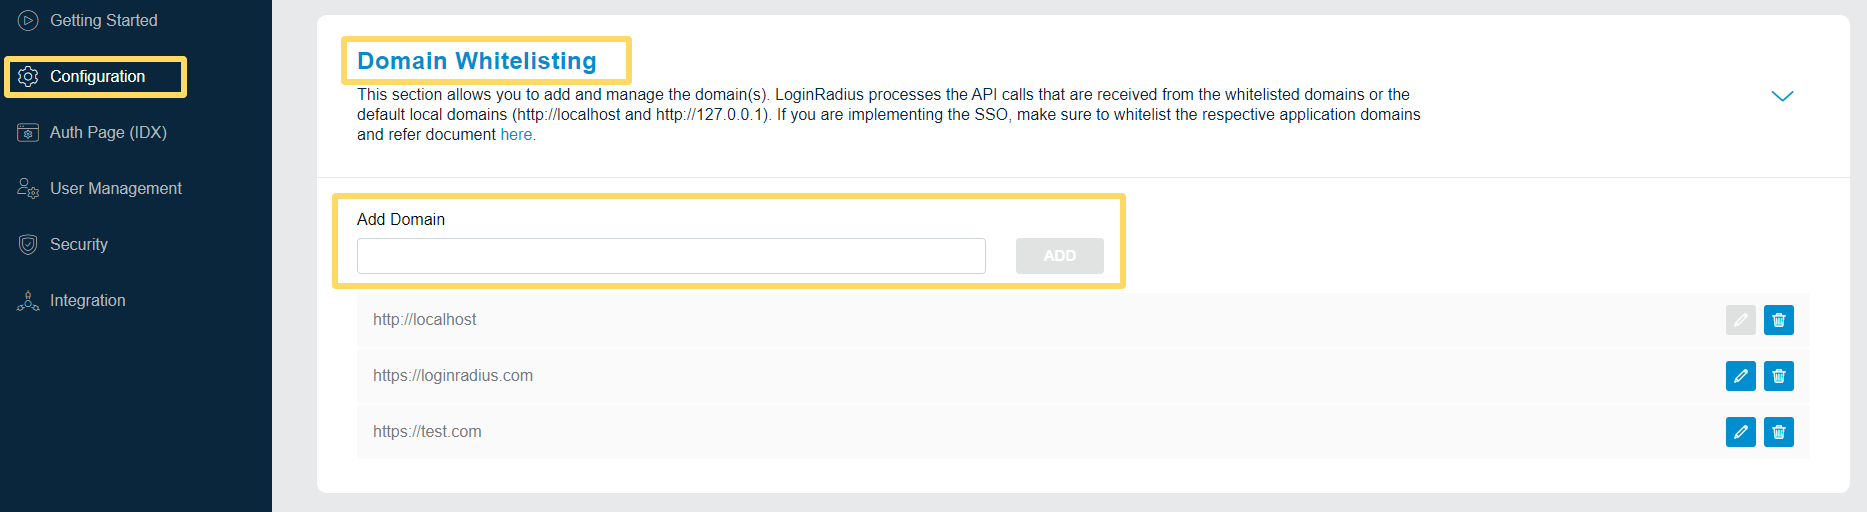 Getting Started
Configuration
Auth Page (IDX)
User Management
Security
Integration
Domain Whitelisting
This section allows you to add and manage the domain(s). LoginRadius processes the API calls that are received from the whitelisted domains or the
default local domains (http://localhost and http://127.0.0.1). If you are implementing the SSO, make sure to whitelist the respective application domains
and refer document here.
Add Domain
ADD
http://localhost
https://loginradius.com
https://test.com